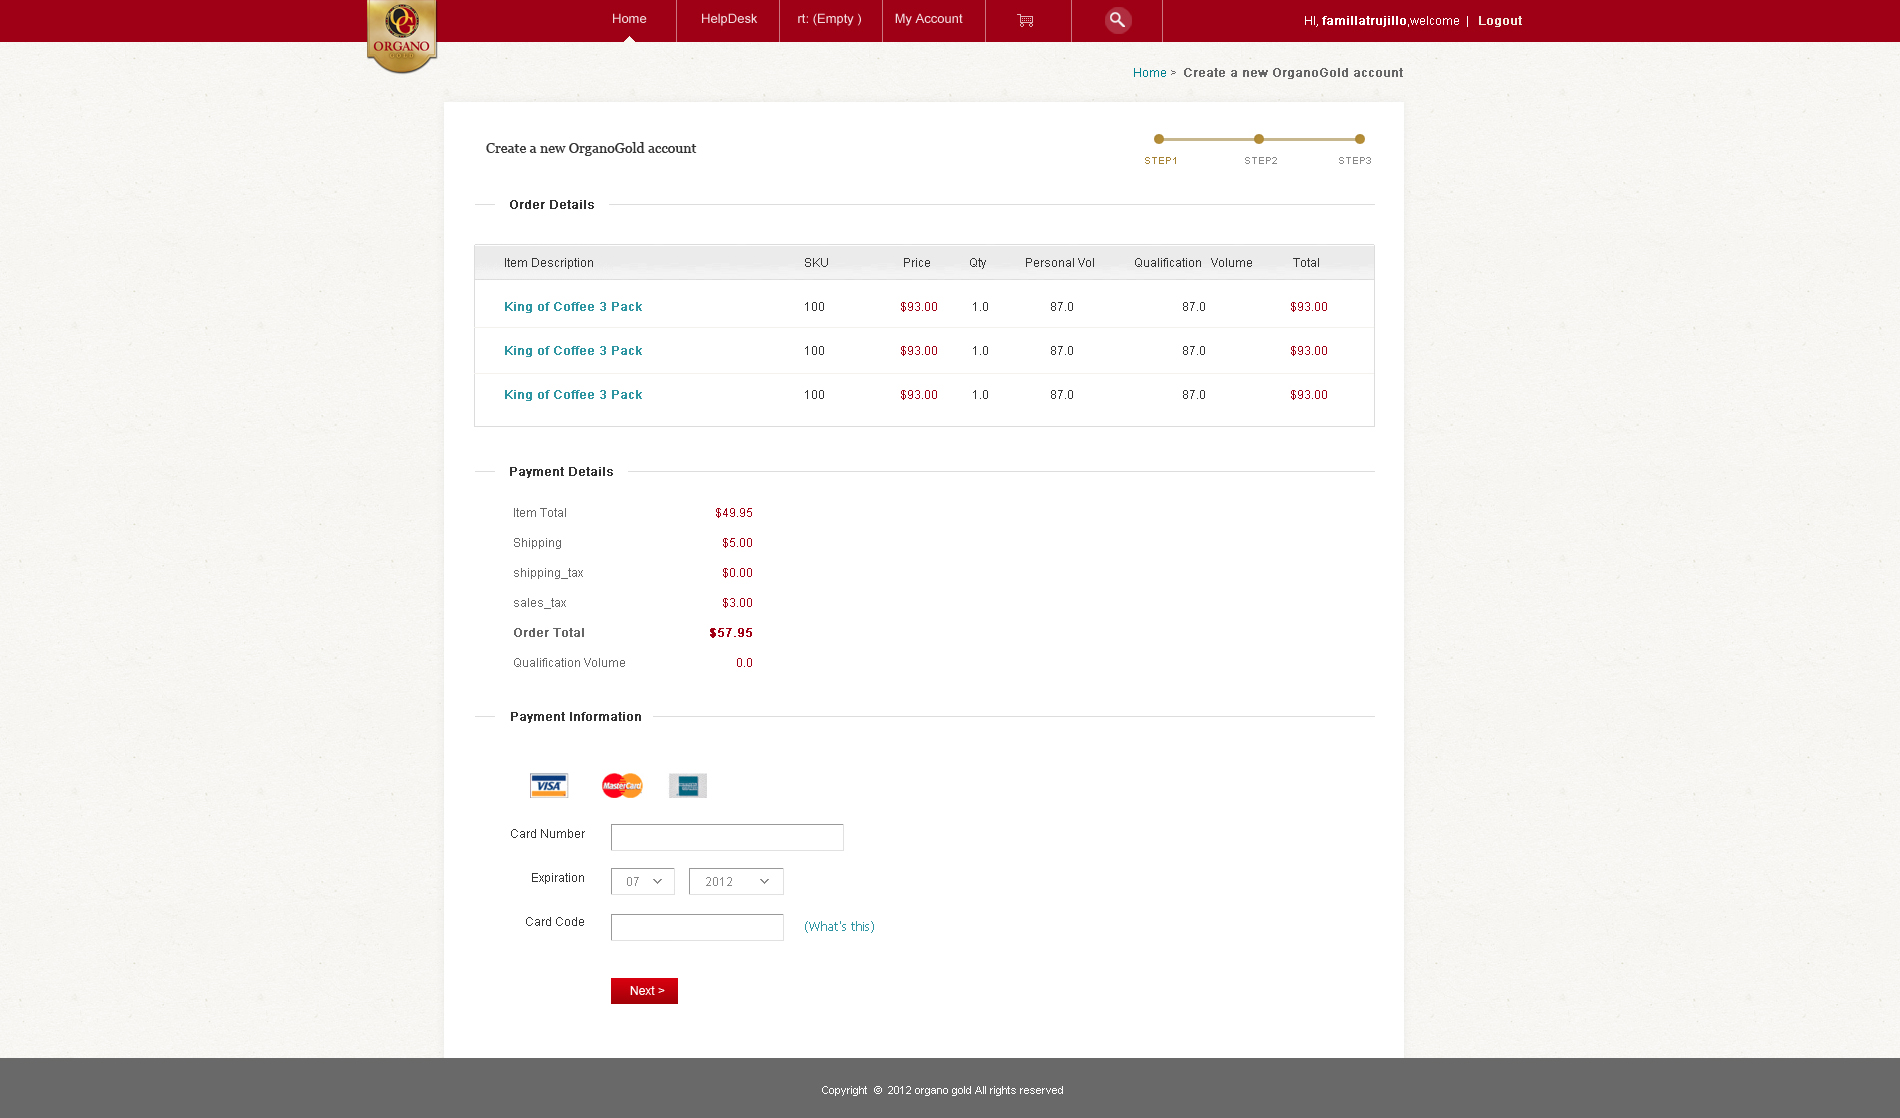 Home HelpDesk rt: (Empty ) My Account HI, famillatrujillo,welcome | Logout
ORGANO
Home > Create a new OrganoGold account
Create a new OrganoGold account
STEP1 STEP2 STEP3
Order Details
Item Description SKU Price Qty Personal Vol Qualification Volume Total
King of Coffee 3 Pack 100 $93.00 1.0 87.0 87.0 $93.00
King of Coffee 3 Pack 100 $93.00 1.0 87.0 87.0 $93.00
King of Coffee 3 Pack 100 $93.00 1.0 87.0 87.0 $93.00
Payment Details
Item Total $49.95
Shipping $5.00
shipping_tax $0.00
sales_tax $3.00
Order Total $57.95
Qualification Volume 0.0
Payment Information
VISA MasterCard
Card Number
Expiration 07 2012
Card Code (What's this)
Next >
Copyright © 2012 organo gold All rights reserved